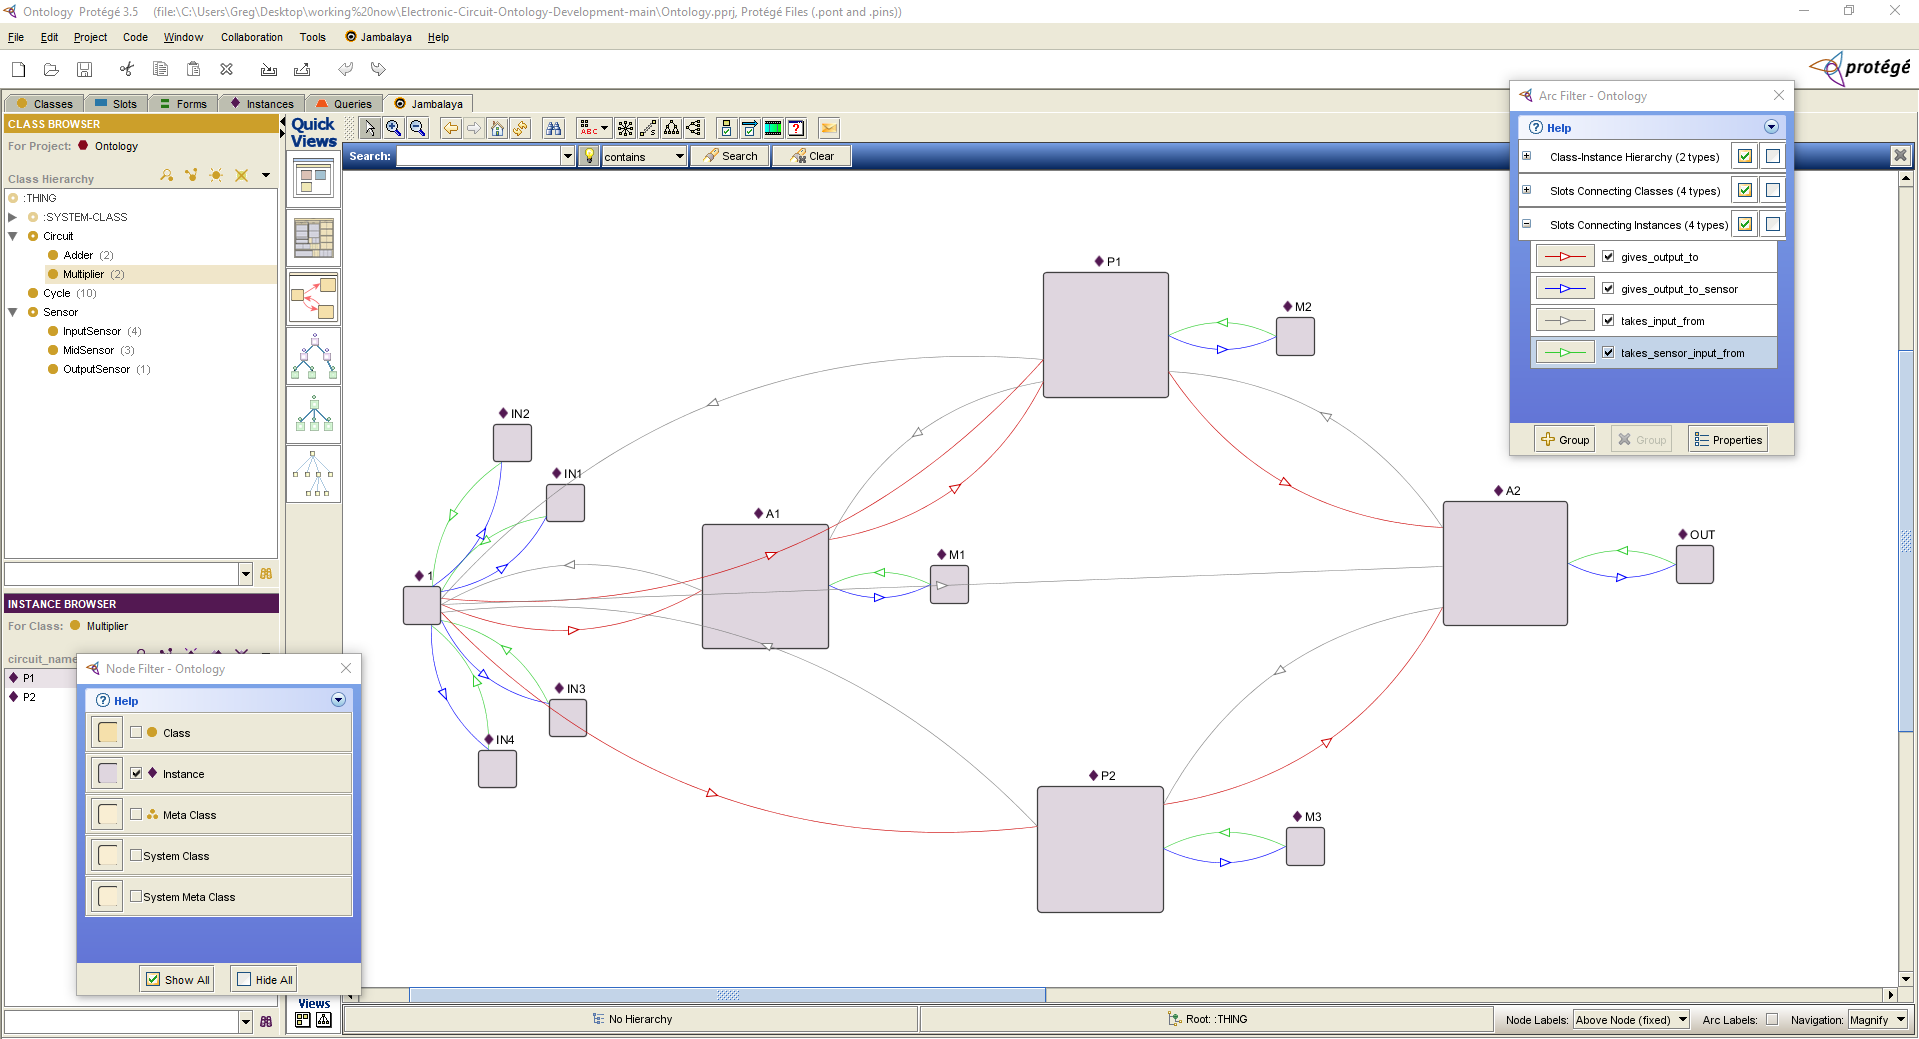 Ontology  Protégé 3.5    (file:\C:\Users\Greg\Desktop\working%20now\Electronic-Circuit-Ontology-Development-main\Ontology.pprj, Protégé Files (.pont and .pins))
File Edit Project Code Window Collaboration Tools Jambalaya Help
protégé
Classes Slots Forms Instances Queries Jambalaya
CLASS BROWSER
For Project: Ontology
Class Hierarchy
:THING
:SYSTEM-CLASS
Circuit
Adder (2)
Multiplier (2)
Cycle (10)
Sensor
InputSensor (4)
MidSensor (3)
OutputSensor (1)
INSTANCE BROWSER
For Class: Multiplier
circuit_name
P1
P2
Quick
Views
ABC
Search: contains Search Clear
P1
M2
IN2
IN1
A1
A2
M1
OUT
1
IN3
IN4
P2
M3
Arc Filter - Ontology
Help
Class-Instance Hierarchy (2 types)
Slots Connecting Classes (4 types)
Slots Connecting Instances (4 types)
gives_output_to
gives_output_to_sensor
takes_input_from
takes_sensor_input_from
Group Group Properties
Node Filter - Ontology
Help
Class
Instance
Meta Class
System Class
System Meta Class
Show All Hide All
Views
No Hierarchy
Root: :THING
Node Labels: Above Node (fixed) Arc Labels: Navigation: Magnify